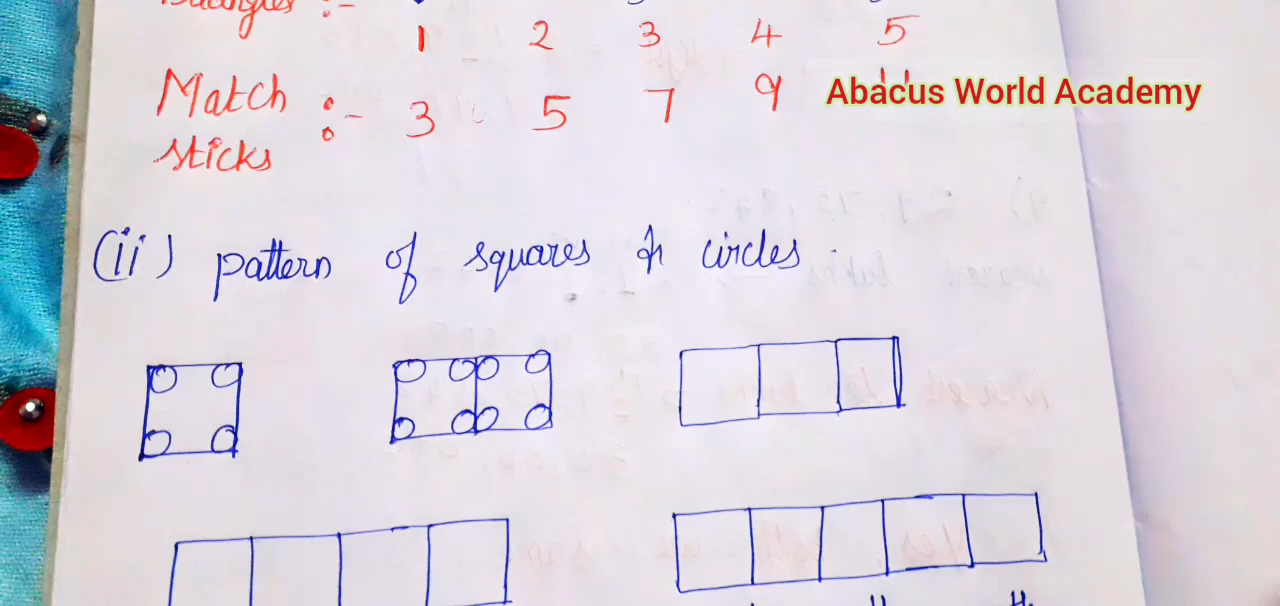 :-
1 2 3 4 5
Match :- 3 5 7 9
sticks
Abacus World Academy
(ii) pattern of squares & circles